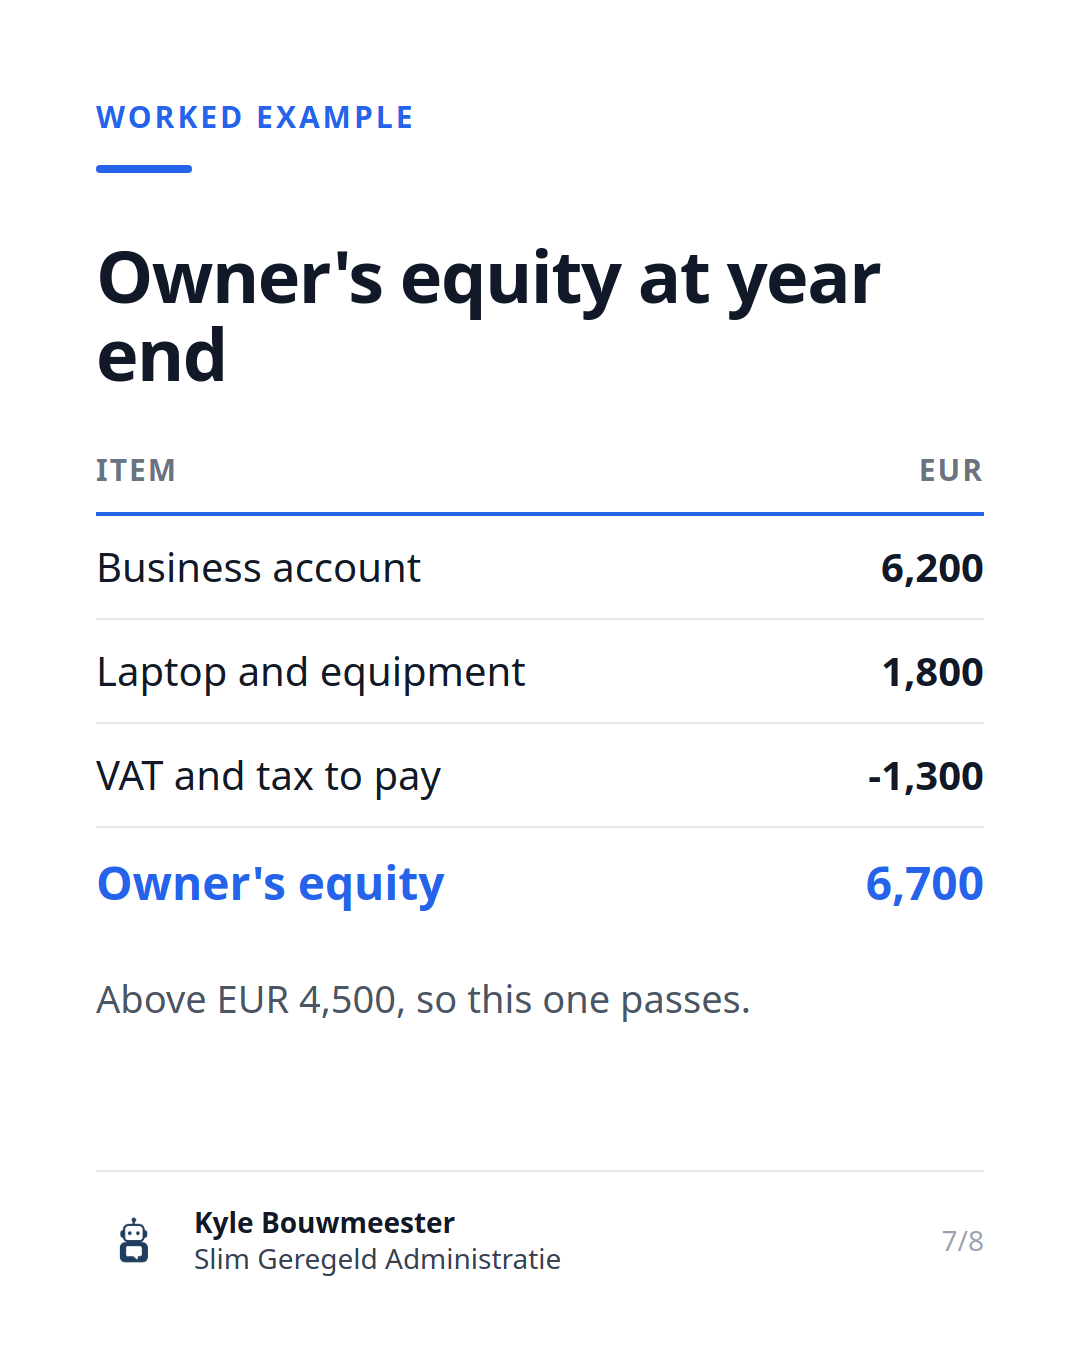 WORKED EXAMPLE
Owner's equity at year
end
ITEM EUR
Business account 6,200
Laptop and equipment 1,800
VAT and tax to pay -1,300
Owner's equity 6,700
Above EUR 4,500, so this one passes.
Kyle Bouwmeester
Slim Geregeld Administratie
7/8